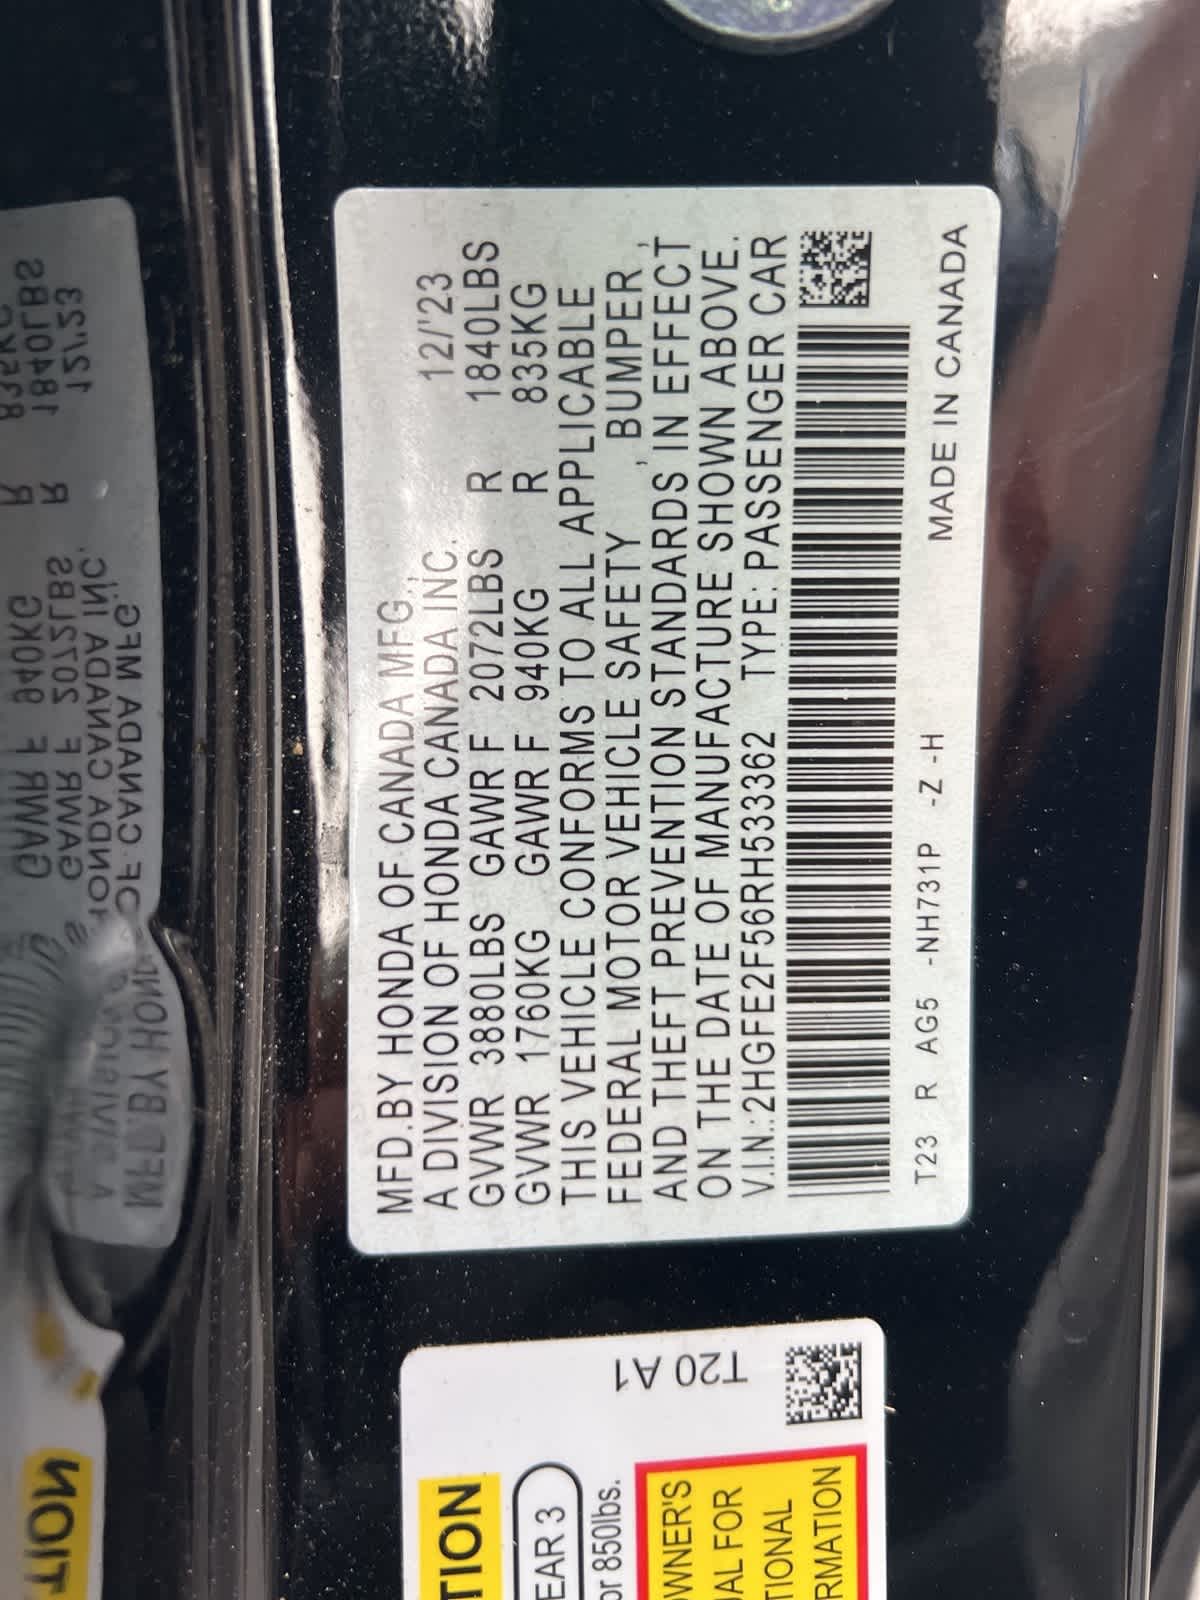 MFD.BY HONDA OF CANADA MFG.,
A DIVISION OF HONDA CANADA INC. 12/'23
GVWR 3880LBS GAWR F 2072LBS R 1840LBS
GVWR 1760KG GAWR F 940KG R 835KG
THIS VEHICLE CONFORMS TO ALL APPLICABLE
FEDERAL MOTOR VEHICLE SAFETY , BUMPER ,
AND THEFT PREVENTION STANDARDS IN EFFECT
ON THE DATE OF MANUFACTURE SHOWN ABOVE.
V.I.N.:2HGFE2F56RH533362 TYPE: PASSENGER CAR
T23 R AG5 -NH731P -Z -H MADE IN CANADA
T20 A1
TION
EAR 3
or 850lbs.
OWNER'S
UAL FOR
TIONAL
RMATION